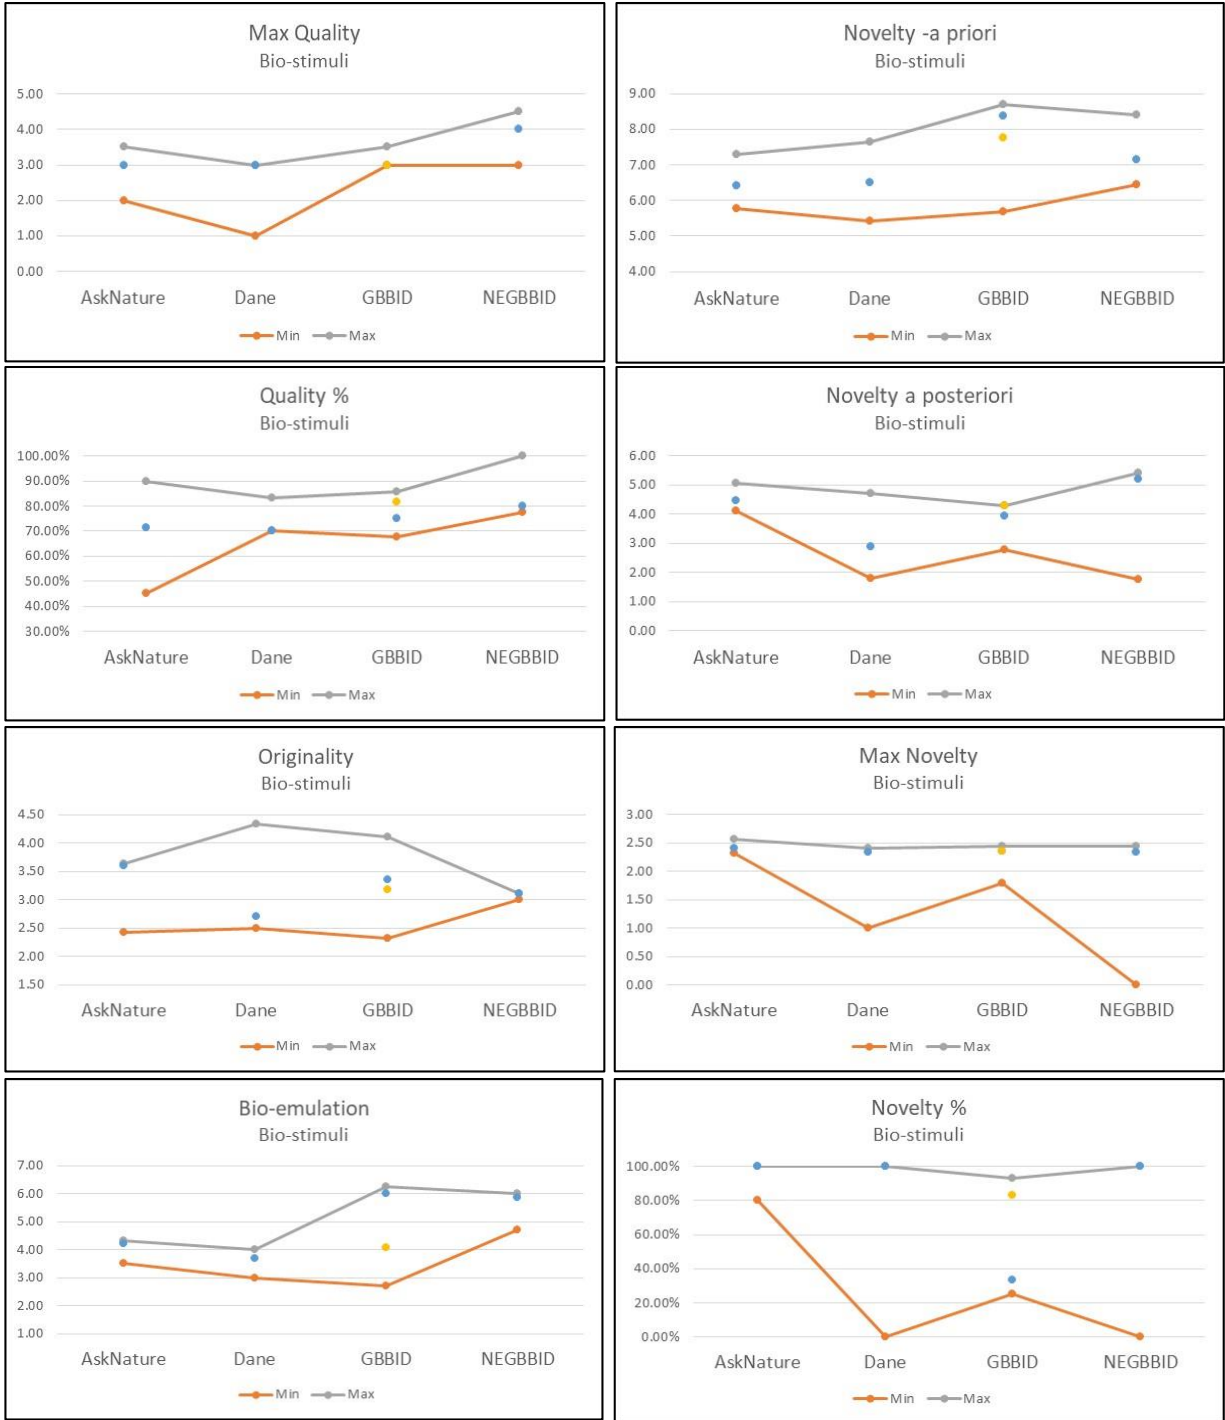 Max Quality
Bio-stimuli
5.00
4.00
3.00
2.00
1.00
0.00
AskNature Dane GBBID NEGBBID
Min Max
Novelty -a priori
Bio-stimuli
9.00
8.00
7.00
6.00
5.00
4.00
AskNature Dane GBBID NEGBBID
Min Max
Quality %
Bio-stimuli
100.00%
90.00%
80.00%
70.00%
60.00%
50.00%
40.00%
30.00%
AskNature Dane GBBID NEGBBID
Min Max
Novelty a posteriori
Bio-stimuli
6.00
5.00
4.00
3.00
2.00
1.00
0.00
AskNature Dane GBBID NEGBBID
Min Max
Originality
Bio-stimuli
4.50
4.00
3.50
3.00
2.50
2.00
1.50
AskNature Dane GBBID NEGBBID
Min Max
Max Novelty
Bio-stimuli
3.00
2.50
2.00
1.50
1.00
0.50
0.00
AskNature Dane GBBID NEGBBID
Min Max
Bio-emulation
Bio-stimuli
7.00
6.00
5.00
4.00
3.00
2.00
1.00
AskNature Dane GBBID NEGBBID
Min Max
Novelty %
Bio-stimuli
100.00%
80.00%
60.00%
40.00%
20.00%
0.00%
AskNature Dane GBBID NEGBBID
Min Max